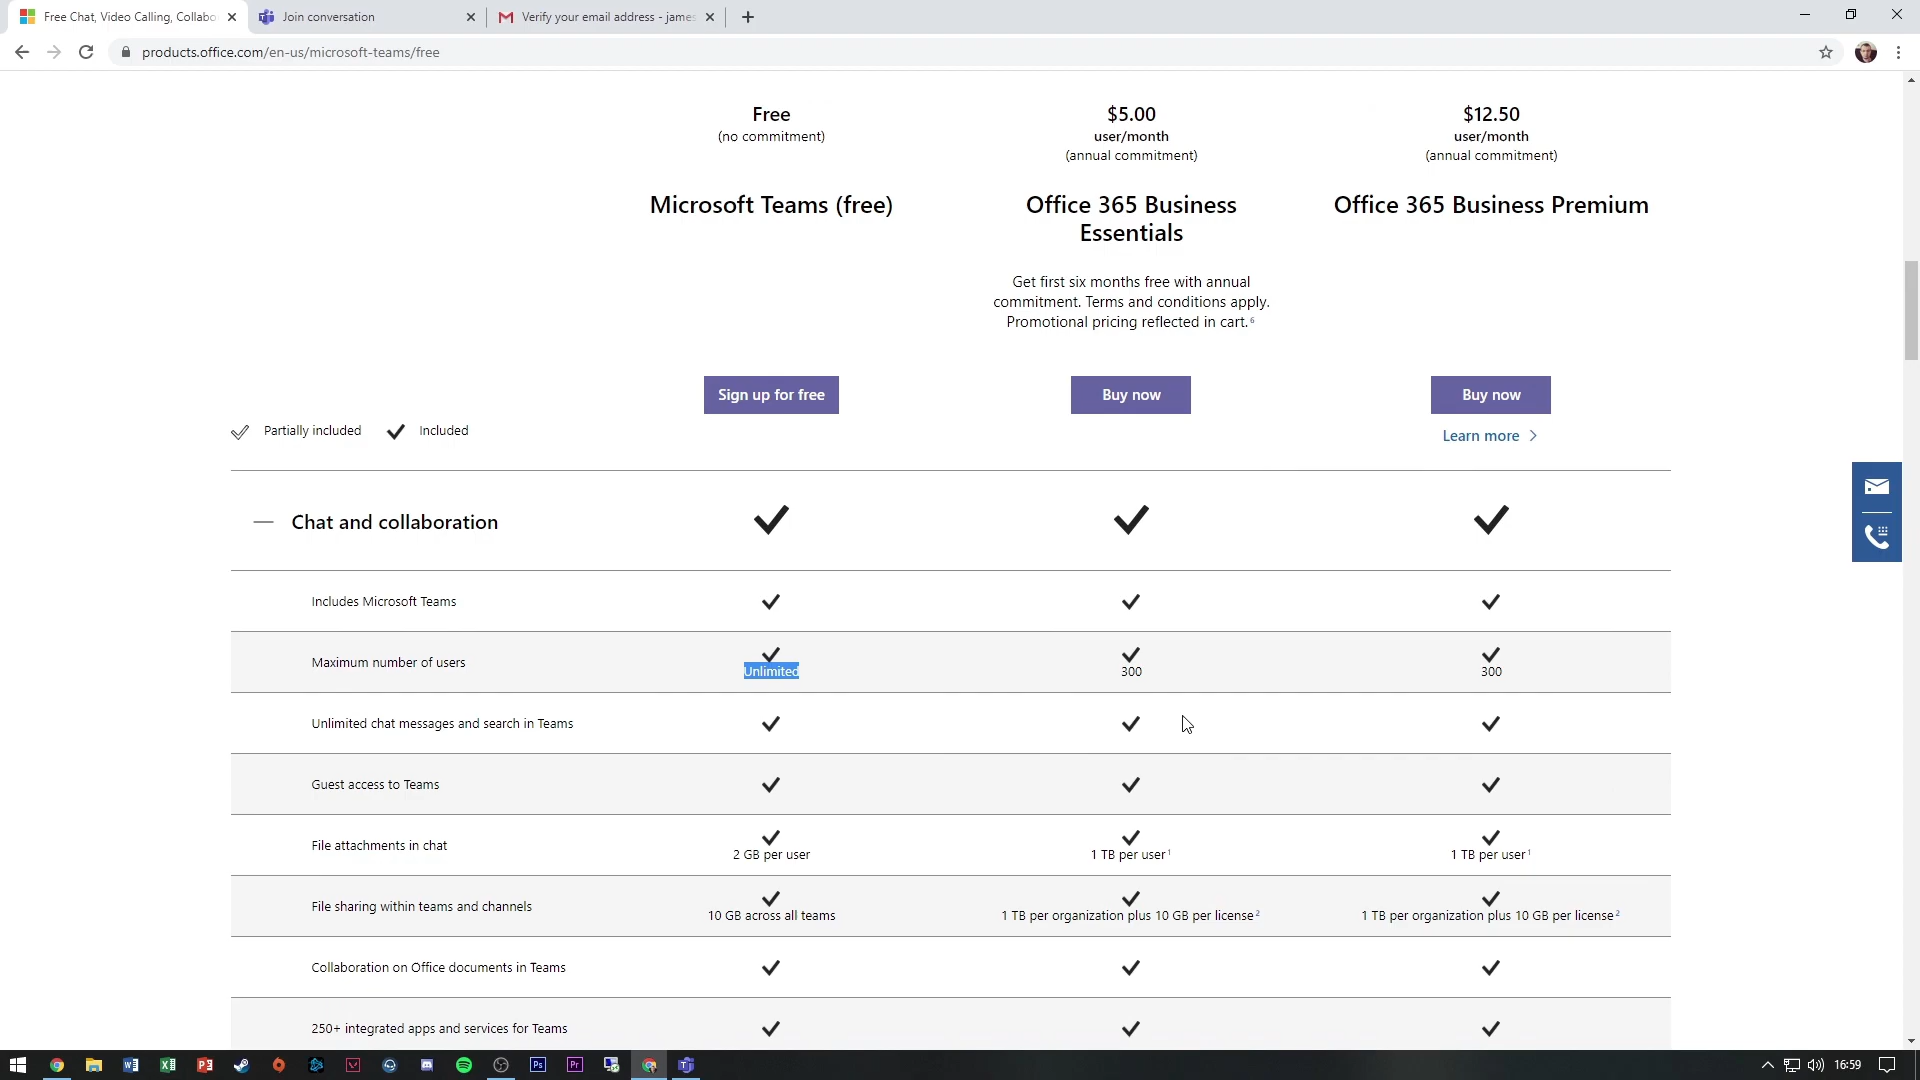 Free Chat, Video Calling, Collabo
Join conversation
Verify your email address - james
products.office.com/en-us/microsoft-teams/free
Free
(no commitment)
$5.00
user/month
(annual commitment)
$12.50
user/month
(annual commitment)
Microsoft Teams (free)
Office 365 Business
Essentials
Office 365 Business Premium
Get first six months free with annual
commitment. Terms and conditions apply.
Promotional pricing reflected in cart. 6
Sign up for free
Buy now
Buy now
Partially included
Included
Learn more
Chat and collaboration
Includes Microsoft Teams
Maximum number of users
Unlimited
300
300
Unlimited chat messages and search in Teams
Guest access to Teams
File attachments in chat
2 GB per user
1 TB per user 1
1 TB per user 1
File sharing within teams and channels
10 GB across all teams
1 TB per organization plus 10 GB per license 2
1 TB per organization plus 10 GB per license 2
Collaboration on Office documents in Teams
250+ integrated apps and services for Teams
Ps
Pr
16:59